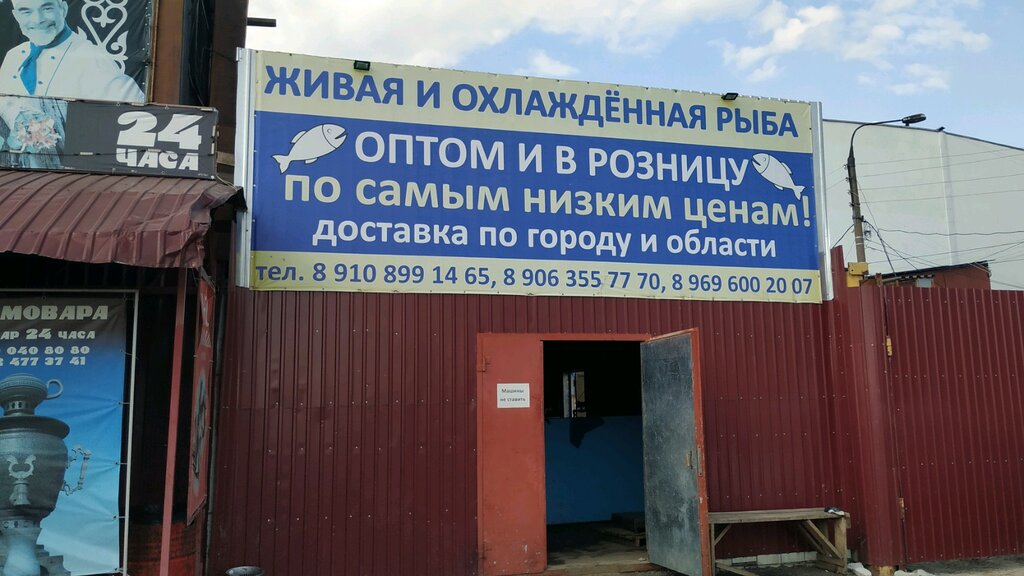 24
ЧАСА
ЖИВАЯ И ОХЛАЖДЁННАЯ РЫБА
ОПТОМ И В РОЗНИЦУ
ПО САМЫМ НИЗКИМ ЦЕНАМ!
ДОСТАВКА ПО ГОРОДУ И ОБЛАСТИ
тел. 8 910 899 14 65, 8 906 355 77 70, 8 969 600 20 07
МОВАРА
АР 24 ЧАСА
040 80 80
477 37 41
Машины
не ставить